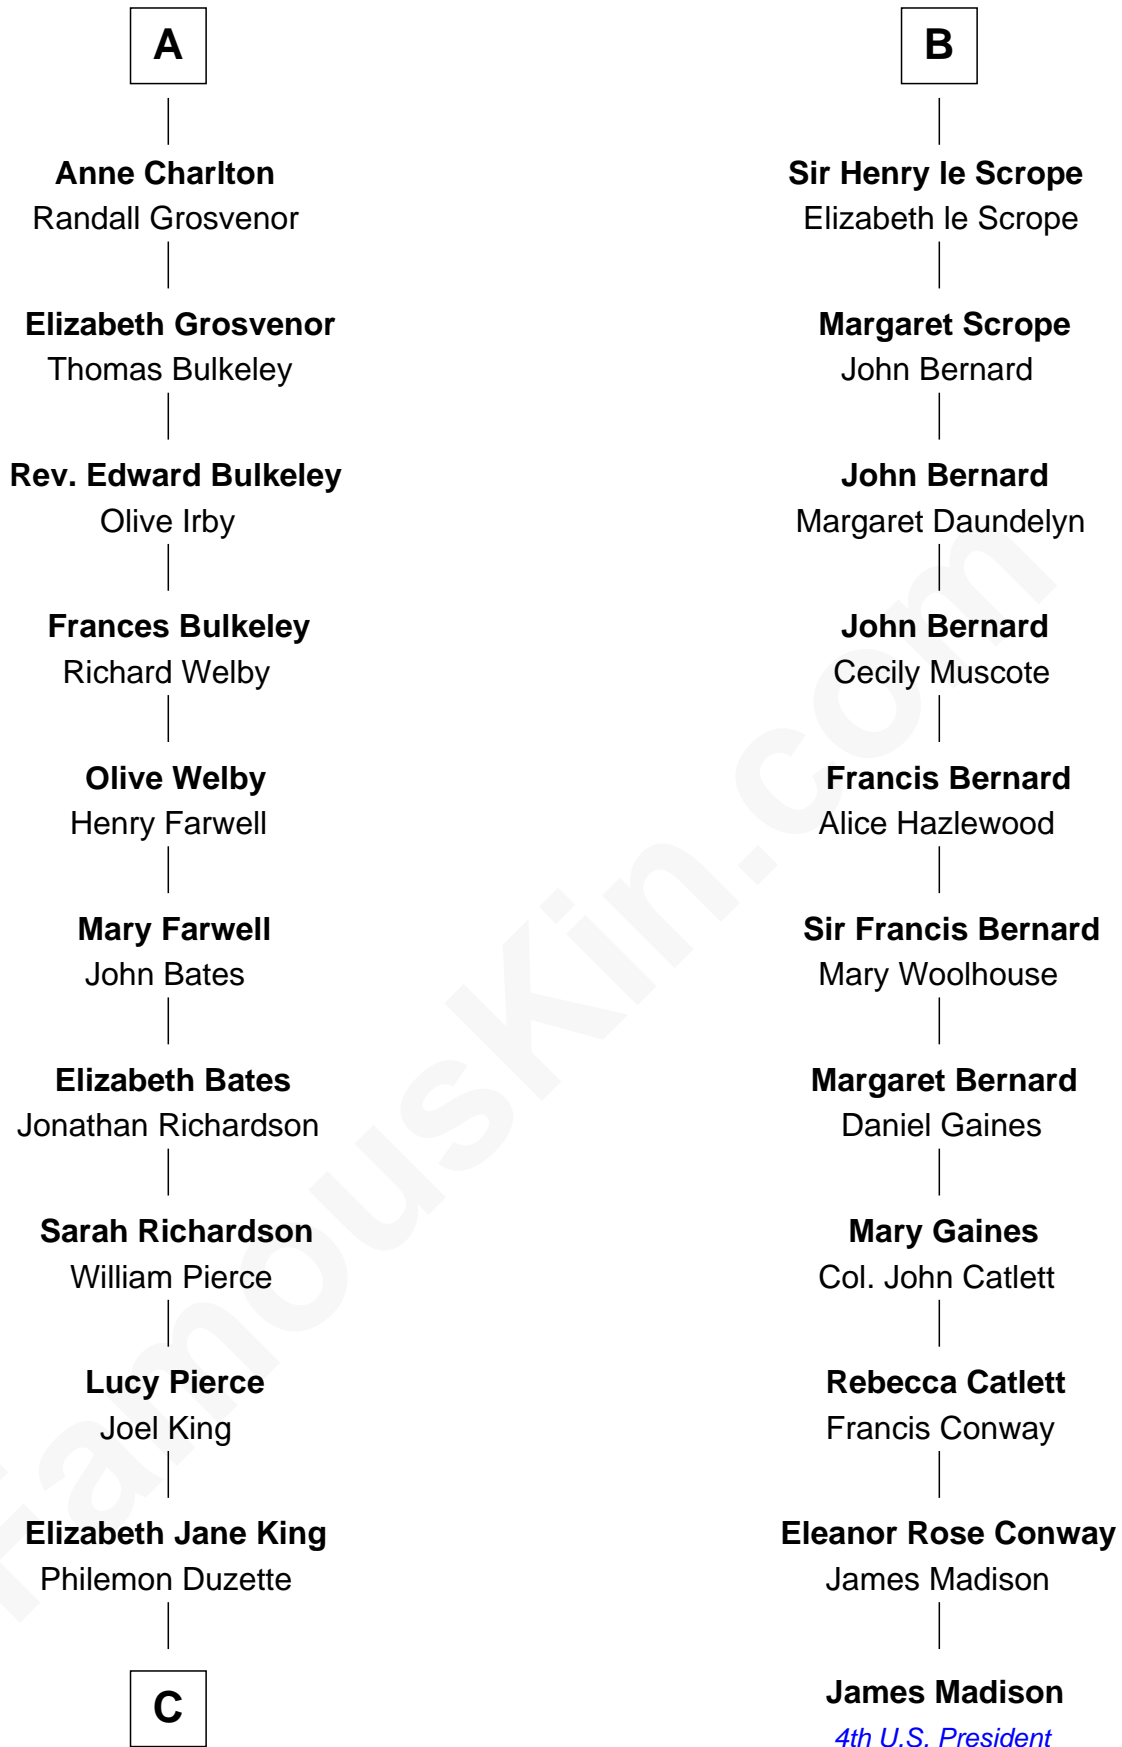 A
Anne Charlton
Randall Grosvenor
Elizabeth Grosvenor
Thomas Bulkeley
Rev. Edward Bulkeley
Olive Irby
Frances Bulkeley
Richard Welby
Olive Welby
Henry Farwell
Mary Farwell
John Bates
Elizabeth Bates
Jonathan Richardson
Sarah Richardson
William Pierce
Lucy Pierce
Joel King
Elizabeth Jane King
Philemon Duzette
C
B
Sir Henry le Scrope
Elizabeth le Scrope
Margaret Scrope
John Bernard
John Bernard
Margaret Daundelyn
John Bernard
Cecily Muscote
Francis Bernard
Alice Hazlewood
Sir Francis Bernard
Mary Woolhouse
Margaret Bernard
Daniel Gaines
Mary Gaines
Col. John Catlett
Rebecca Catlett
Francis Conway
Eleanor Rose Conway
James Madison
James Madison
4th U.S. President
FamousKin.com